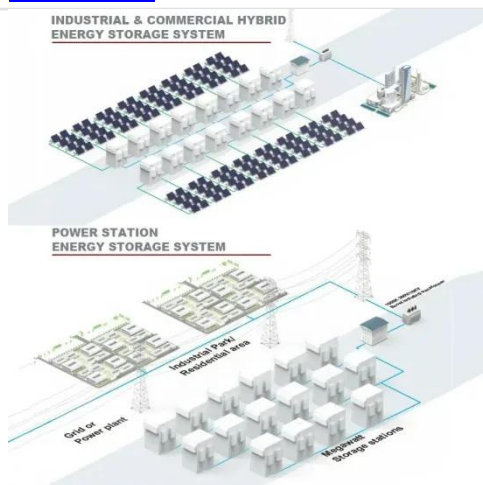 INDUSTRIAL & COMMERCIAL HYBRID
ENERGY STORAGE SYSTEM
POWER STATION
ENERGY STORAGE SYSTEM
Industrial Park/
Residential area
Grid or
Power plant
Megawatt
Storage stations